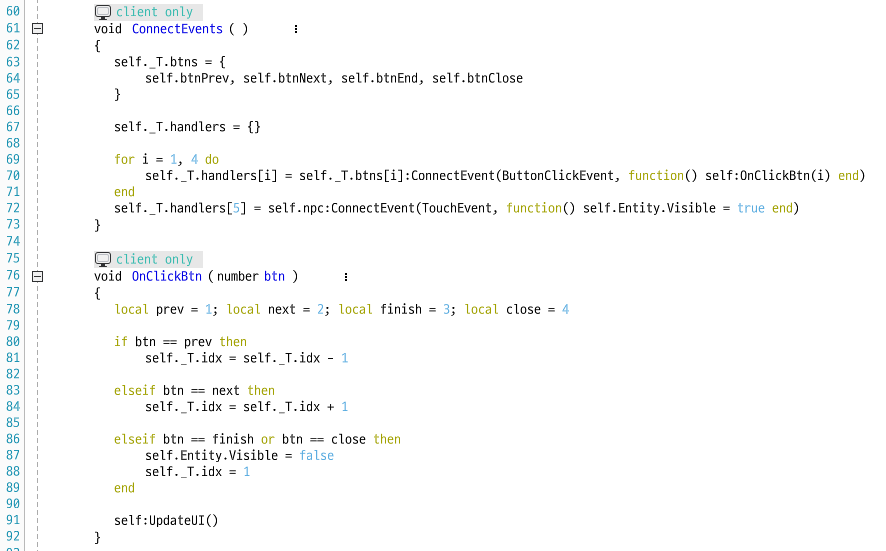 60 client only
61 void ConnectEvents ( )
62 {
63 self._T.btns = {
64 self.btnPrev, self.btnNext, self.btnEnd, self.btnClose
65 }
66
67 self._T.handlers = {}
68
69 for i = 1, 4 do
70 self._T.handlers[i] = self._T.btns[i]:ConnectEvent(ButtonClickEvent, function() self:OnClickBtn(i) end)
71 end
72 self._T.handlers[5] = self.npc:ConnectEvent(TouchEvent, function() self.Entity.Visible = true end)
73 }
74
75 client only
76 void OnClickBtn ( number btn )
77 {
78 local prev = 1; local next = 2; local finish = 3; local close = 4
79
80 if btn == prev then
81 self._T.idx = self._T.idx - 1
82
83 elseif btn == next then
84 self._T.idx = self._T.idx + 1
85
86 elseif btn == finish or btn == close then
87 self.Entity.Visible = false
88 self._T.idx = 1
89 end
90
91 self:UpdateUI()
92 }